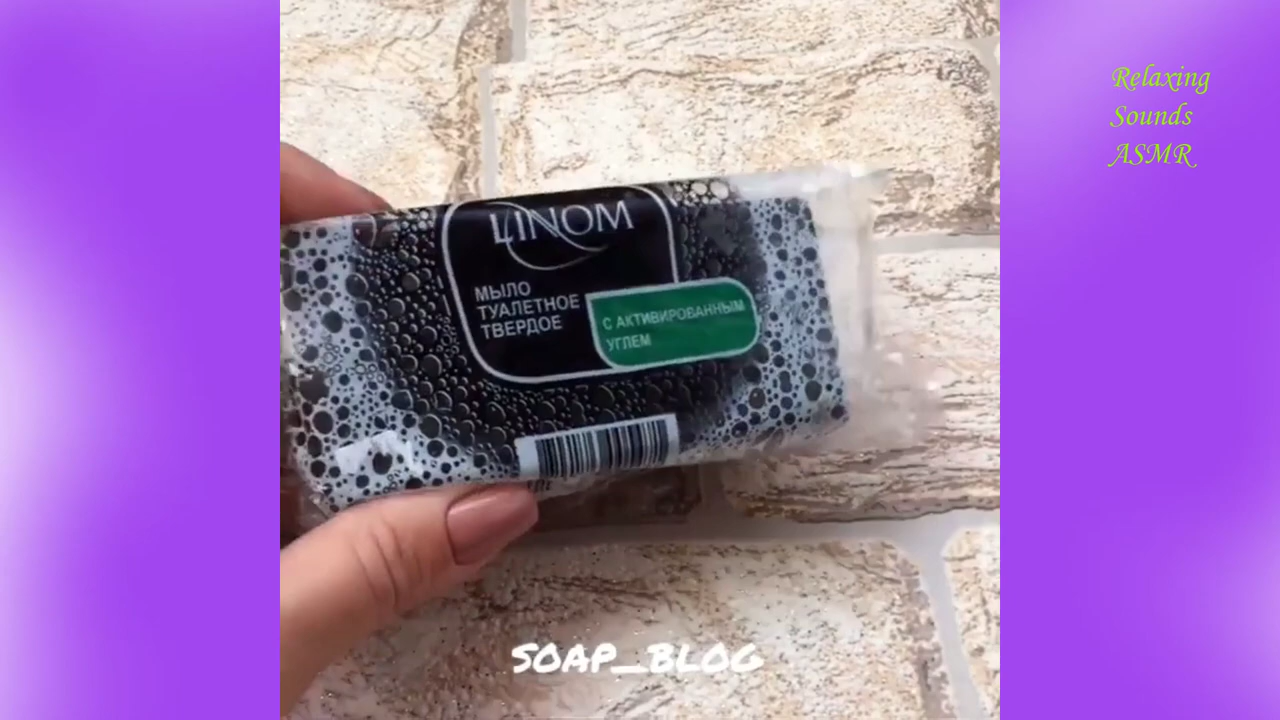 Relaxing
Sounds
ASMR
LINOM
МЫЛО
ТУАЛЕТНОЕ
ТВЕРДОЕ
С АКТИВИРОВАННЫМ
УГЛЕМ
SOAP_BLOG